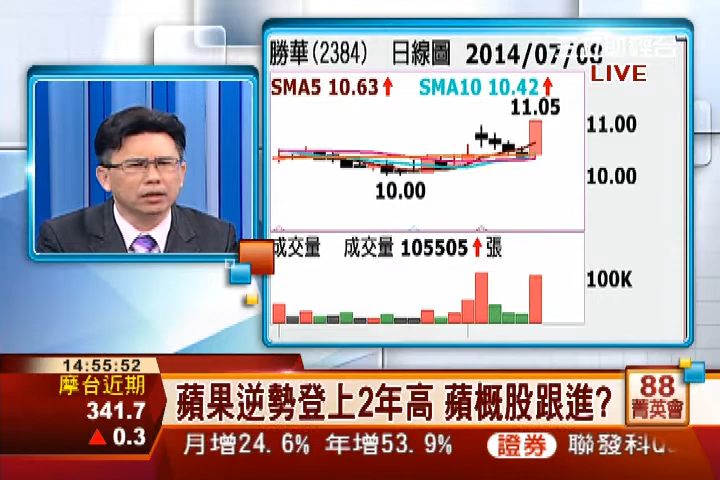 勝華(2384) 日線圖 2014/07/08
LIVE
SMA5 10.63↑ SMA10 10.42↑
11.05
11.00
10.00
10.00
成交量 成交量 105505↑張
100K
14:55:52
摩台近期
341.7
▲0.3
蘋果逆勢登上2年高 蘋概股跟進?
88
菁英會
月增24.6% 年增53.9% 證券 聯發科Q